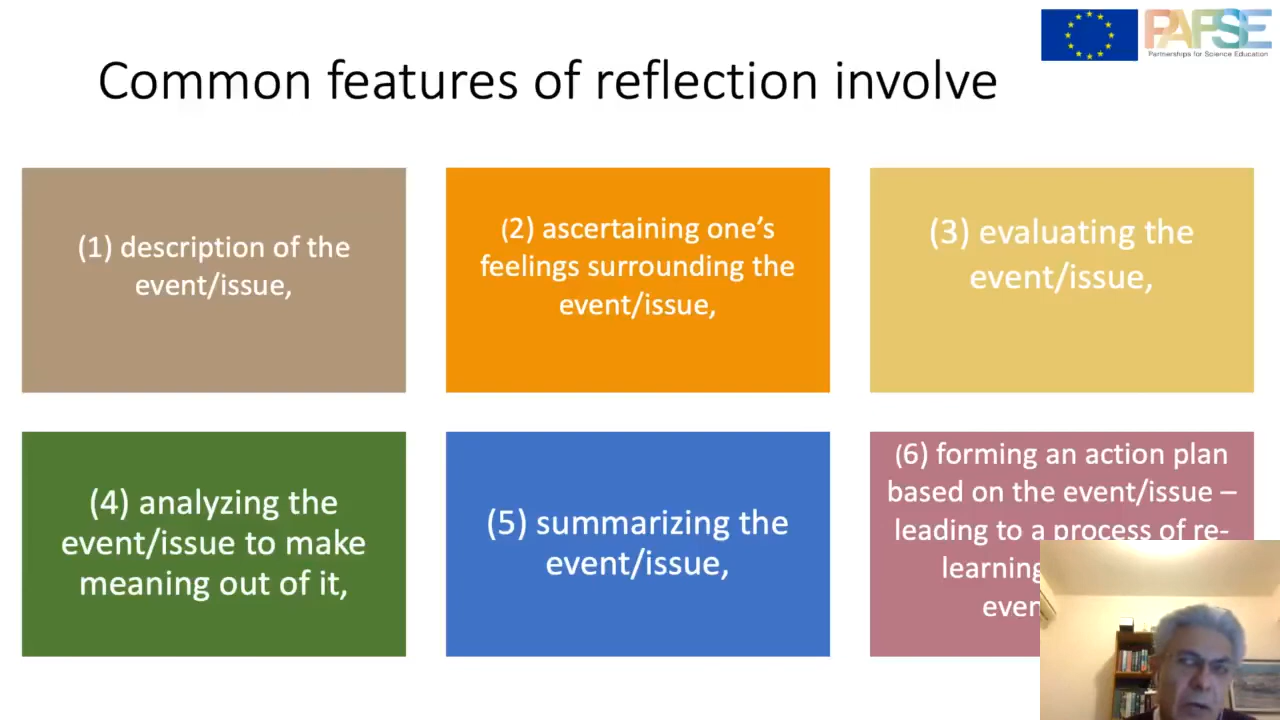 PAFSE
Partnerships for Science Education
Common features of reflection involve
(1) description of the
event/issue,
(2) ascertaining one’s
feelings surrounding the
event/issue,
(3) evaluating the
event/issue,
(4) analyzing the
event/issue to make
meaning out of it,
(5) summarizing the
event/issue,
(6) forming an action plan
based on the event/issue –
leading to a process of re-
learning